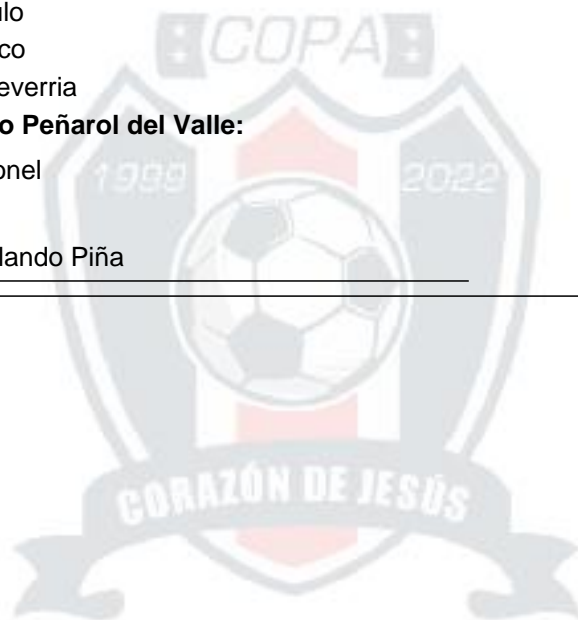 ulo
co
everria
o Peñarol del Valle:
onel
lando Piña
COPA
1999 2022
CORAZÓN DE JESÚS